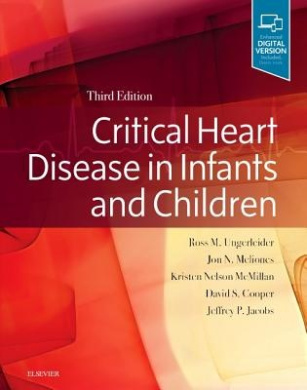 Enhanced
DIGITAL
VERSION
Included.
Third Edition
Critical Heart
Disease in Infants
and Children
Ross M. Ungerleider
Jon N. Meliones
Kristen Nelson McMillan
David S. Cooper
Jeffrey P. Jacobs
ELSEVIER